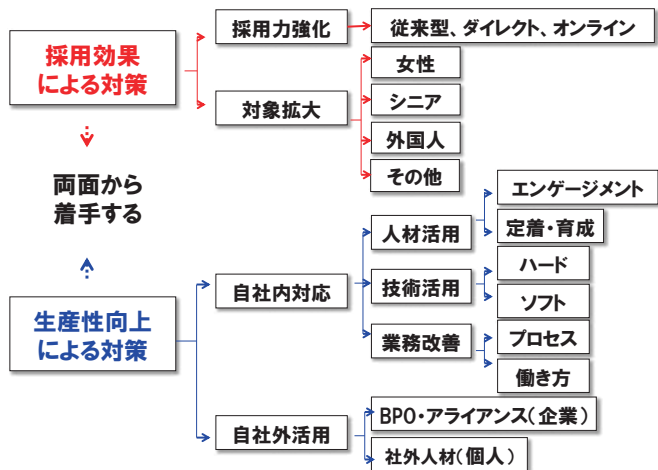 採用効果
による対策
採用力強化
従来型、ダイレクト、オンライン
対象拡大
女性
シニア
外国人
その他
両面から
着手する
生産性向上
による対策
自社内対応
人材活用
エンゲージメント
定着・育成
技術活用
ハード
ソフト
業務改善
プロセス
働き方
自社外活用
BPO・アライアンス(企業)
社外人材(個人)